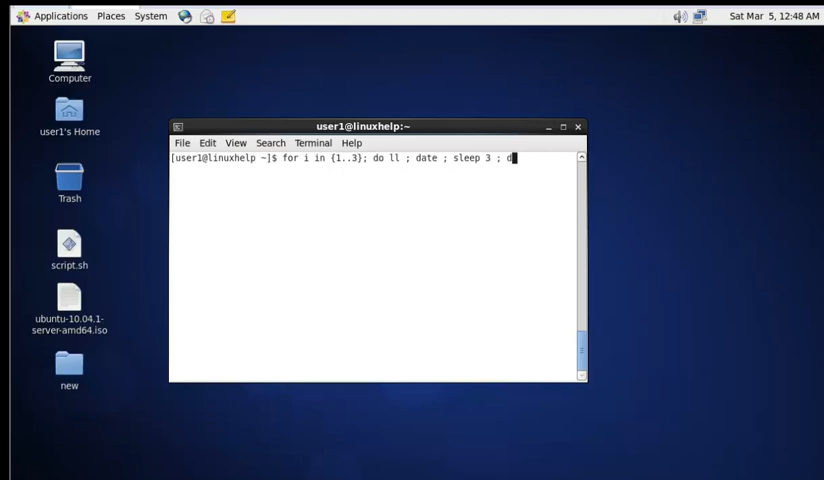 Applications Places System
Sat Mar 5, 12:48 AM
Computer
user1's Home
Trash
script.sh
ubuntu-10.04.1-
server-amd64.iso
new
user1@linuxhelp:~
File Edit View Search Terminal Help
[user1@linuxhelp ~]$ for i in {1..3}; do ll ; date ; sleep 3 ; d